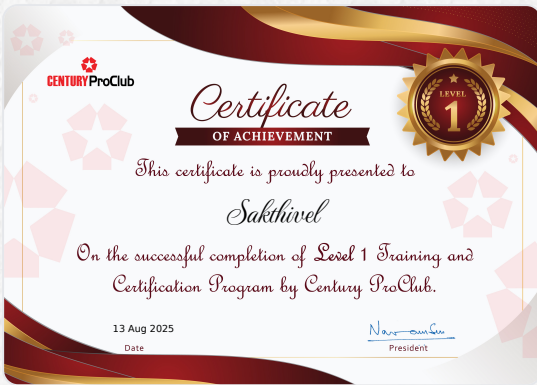 CENTURY ProClub
Certificate
OF ACHIEVEMENT
LEVEL
1
This certificate is proudly presented to
Sakthivel
On the successful completion of Level 1 Training and
Certification Program by Century ProClub.
13 Aug 2025
Date
President